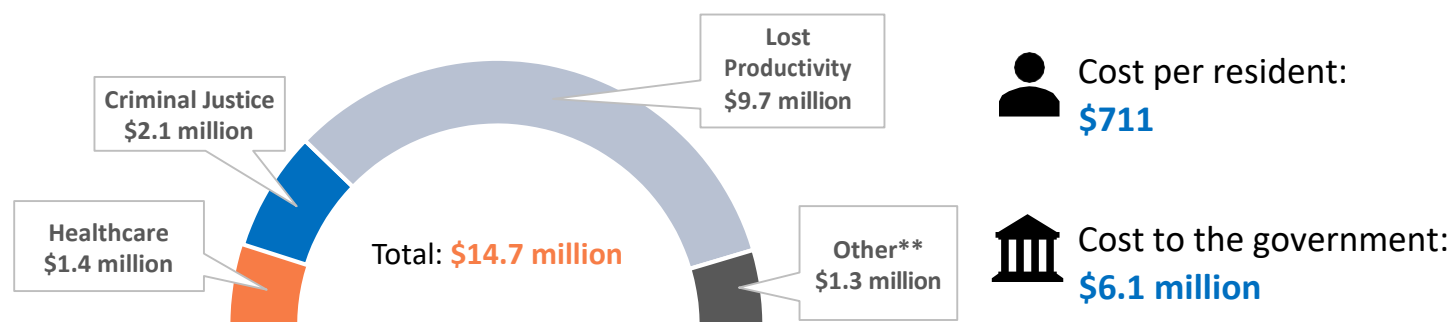 Lost
Productivity
$9.7 million
Criminal Justice
$2.1 million
Healthcare
$1.4 million
Total: $14.7 million
Other**
$1.3 million
Cost per resident:
$711
Cost to the government:
$6.1 million